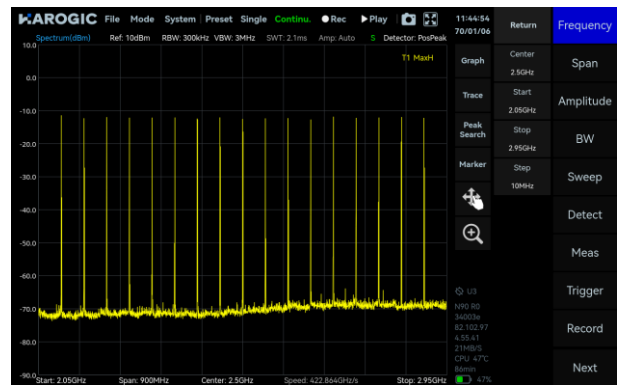 HAROGIC File Mode System Preset Single Continu. Rec Play 11:44:54
70/01/06
Spectrum(dBm) Ref: 10dBm RBW: 300kHz VBW: 3MHz SWT: 2.1ms Amp: Auto S Detector: PosPeak
T1 MaxH
10.0
0.0
-10.0
-20.0
-30.0
-40.0
-50.0
-60.0
-70.0
-90.0
Start: 2.05GHz Span: 900MHz Center: 2.5GHz Speed: 422.864GHz/s Stop: 2.95GHz
Graph
Trace
Peak
Search
Marker
U3
N90 R0
34003e
82.102.97
4.55.41
21MB/S
CPU 47°C
86min
47%
Return
Center
2.5GHz
Start
2.05GHz
Stop
2.95GHz
Step
10MHz
Frequency
Span
Amplitude
BW
Sweep
Detect
Meas
Trigger
Record
Next